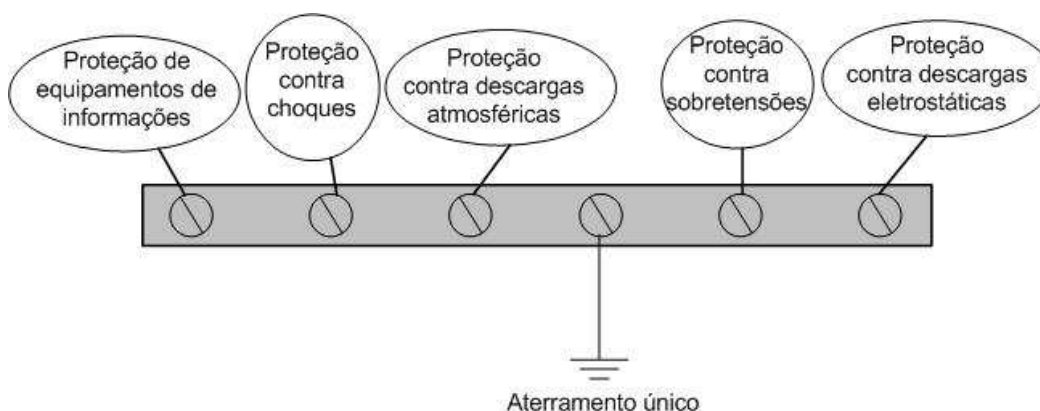 Proteção de
equipamentos de
informações
Proteção
contra
choques
Proteção
contra descargas
atmosféricas
Proteção
contra
sobretensões
Proteção
contra descargas
eletrostáticas
Aterramento único